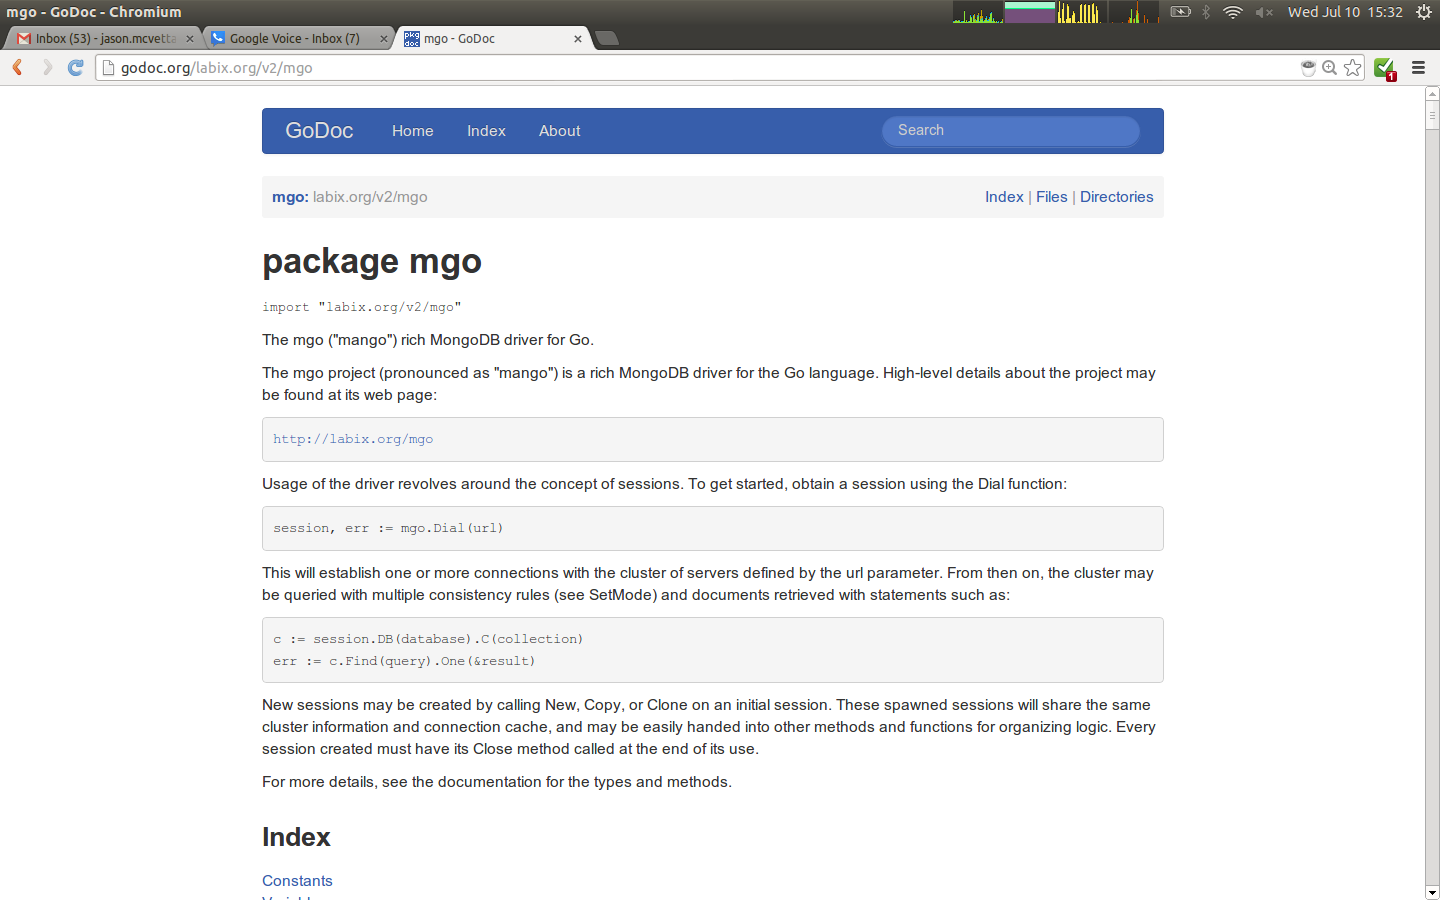 mgo - GoDoc - Chromium
Wed Jul 10 15:32
Inbox (53) - jason.mcvetta
Google Voice - Inbox (7)
pkg doc
mgo - GoDoc
godoc.org/labix.org/v2/mgo
1
GoDoc Home Index About Search
mgo: labix.org/v2/mgo
Index | Files | Directories
package mgo
import "labix.org/v2/mgo"
The mgo ("mango") rich MongoDB driver for Go.
The mgo project (pronounced as "mango") is a rich MongoDB driver for the Go language. High-level details about the project may
be found at its web page:
http://labix.org/mgo
Usage of the driver revolves around the concept of sessions. To get started, obtain a session using the Dial function:
session, err := mgo.Dial(url)
This will establish one or more connections with the cluster of servers defined by the url parameter. From then on, the cluster may
be queried with multiple consistency rules (see SetMode) and documents retrieved with statements such as:
c := session.DB(database).C(collection)
err := c.Find(query).One(&result)
New sessions may be created by calling New, Copy, or Clone on an initial session. These spawned sessions will share the same
cluster information and connection cache, and may be easily handed into other methods and functions for organizing logic. Every
session created must have its Close method called at the end of its use.
For more details, see the documentation for the types and methods.
Index
Constants